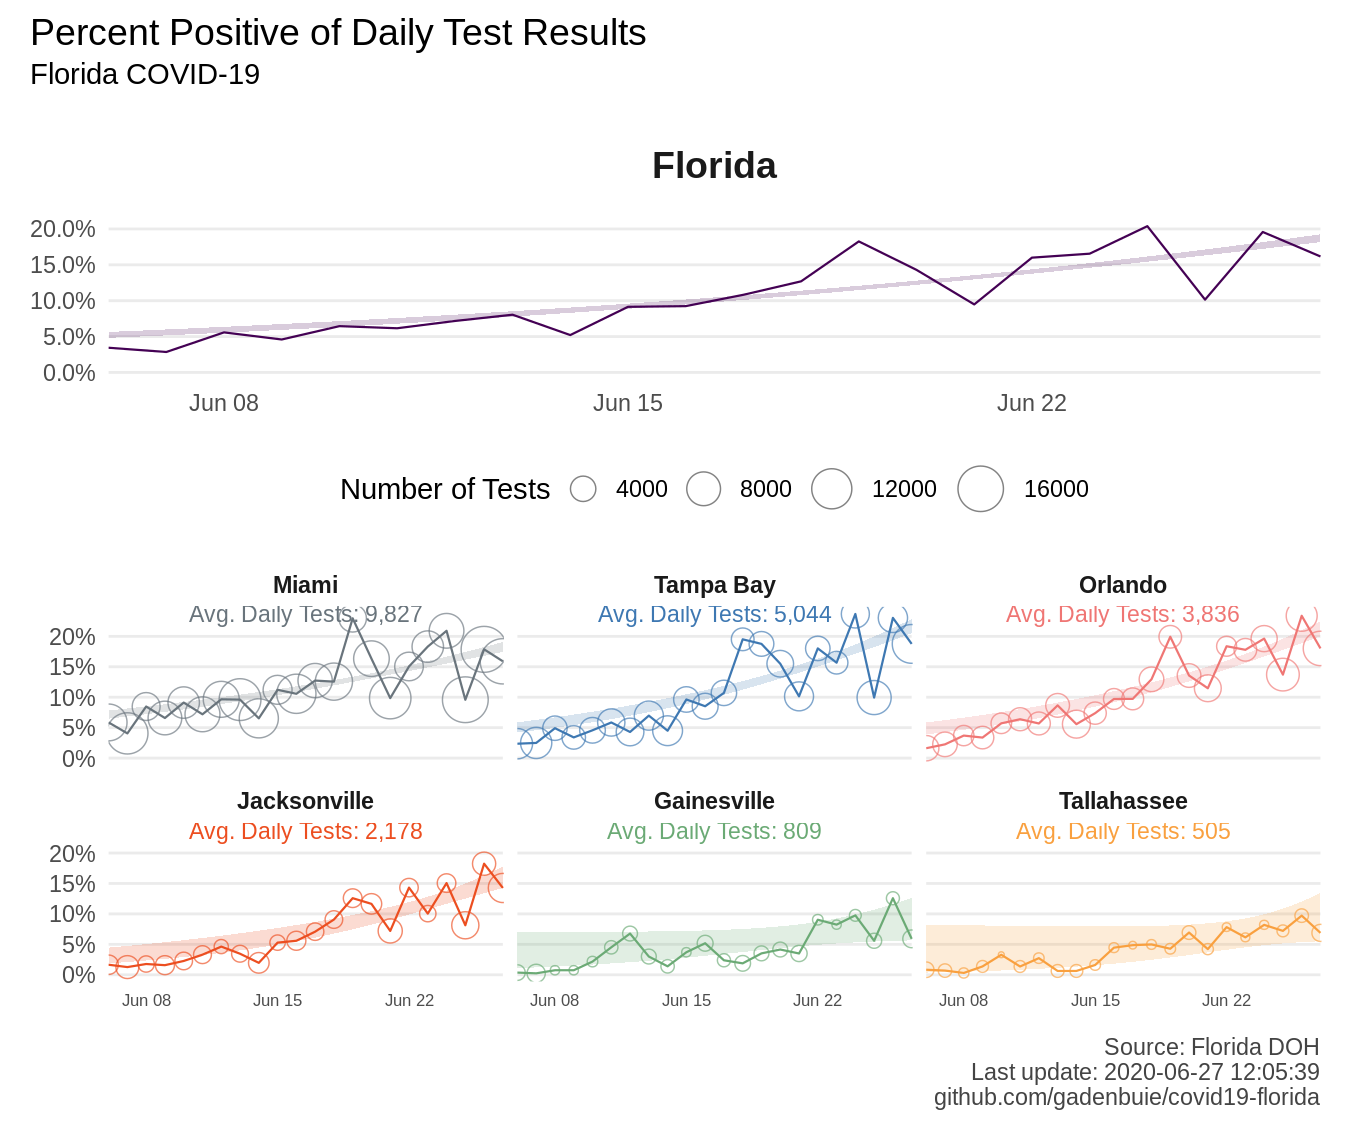 Percent Positive of Daily Test Results
Florida COVID-19
Florida
20.0%
15.0%
10.0%
5.0%
0.0%
Jun 08 Jun 15 Jun 22
Number of Tests 4000 8000 12000 16000
Miami Tampa Bay Orlando
Avg. Daily Tests: 9,827 Avg. Daily Tests: 5,044 Avg. Daily Tests: 3,836
20%
15%
10%
5%
0%
Jacksonville Gainesville Tallahassee
Avg. Daily Tests: 2,178 Avg. Daily Tests: 809 Avg. Daily Tests: 505
20%
15%
10%
5%
0%
Jun 08 Jun 15 Jun 22 Jun 08 Jun 15 Jun 22 Jun 08 Jun 15 Jun 22
Source: Florida DOH
Last update: 2020-06-27 12:05:39
github.com/gadenbuie/covid19-florida